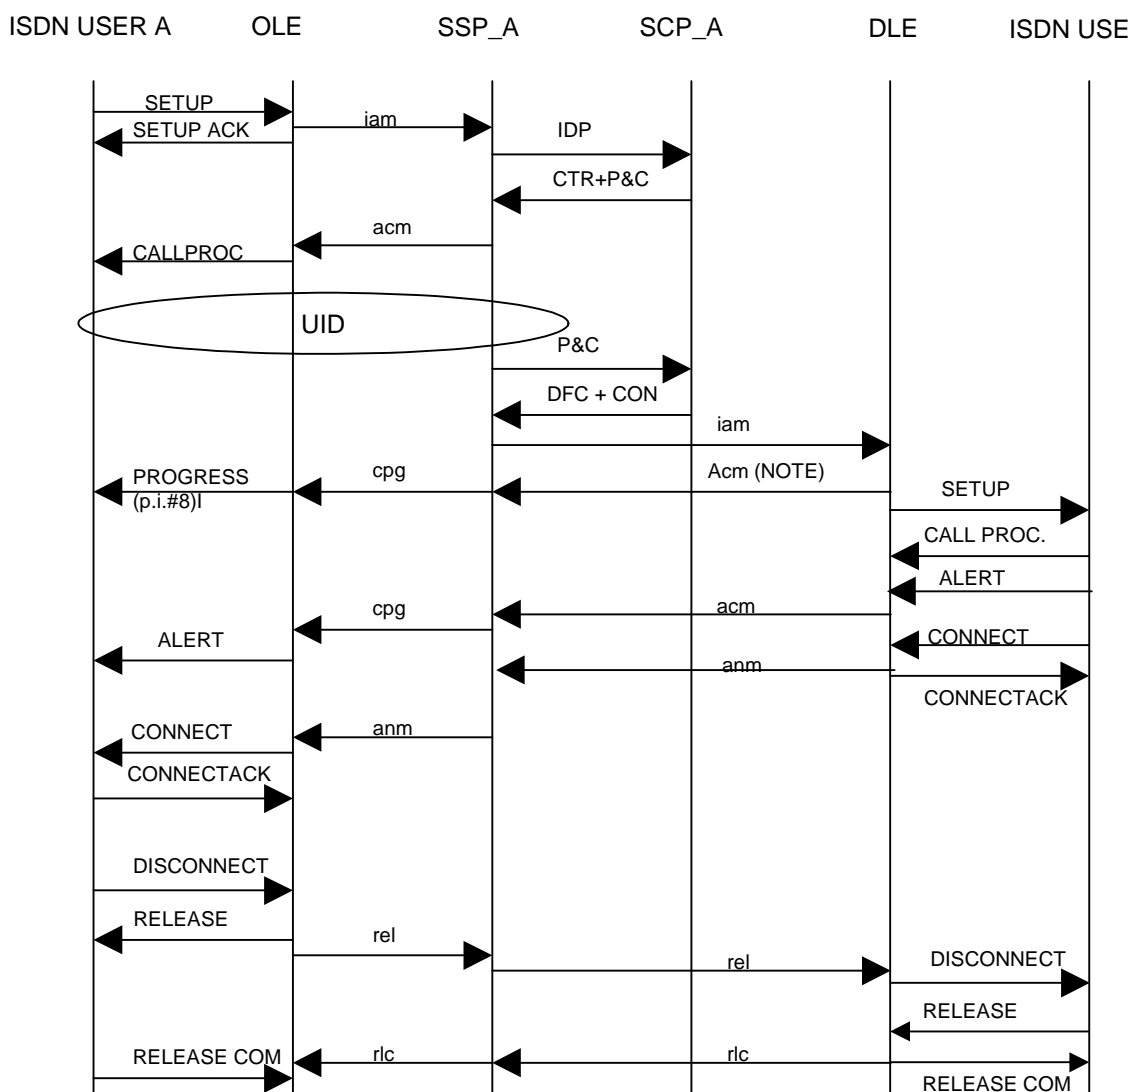 ISDN USER A OLE SSP_A SCP_A DLE ISDN USE
SETUP
SETUP ACK
iam
IDP
CTR+P&C
acm
CALLPROC
UID
P&C
DFC + CON
iam
PROGRESS
(p.i.#8)I
cpg
Acm (NOTE)
SETUP
CALL PROC.
ALERT
cpg
acm
ALERT
CONNECT
anm
CONNECTACK
CONNECT
anm
CONNECTACK
DISCONNECT
RELEASE
rel
rel
DISCONNECT
RELEASE
RELEASE COM
rlc
rlc
RELEASE COM